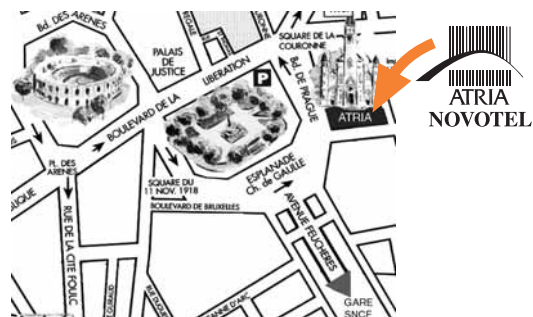 Bd. DES ARENES
REGALE
COURONNE
PALAIS
DE
JUSTICE
SQUARE DE LA
COURONNE
BOULEVARD DE LA
LIBERATION
P
Bd. DE PRAGUE
ATRIA
ATRIA
NOVOTEL
PL. DES
ARENES
ESPLANADE
Ch. de GAULLE
SQUARE DU
11 NOV. 1918
BOULEVARD DE BRUXELLES
RUE DE LA CITE FOULC
AVENUE FEUCHERES
GARE
SNCF